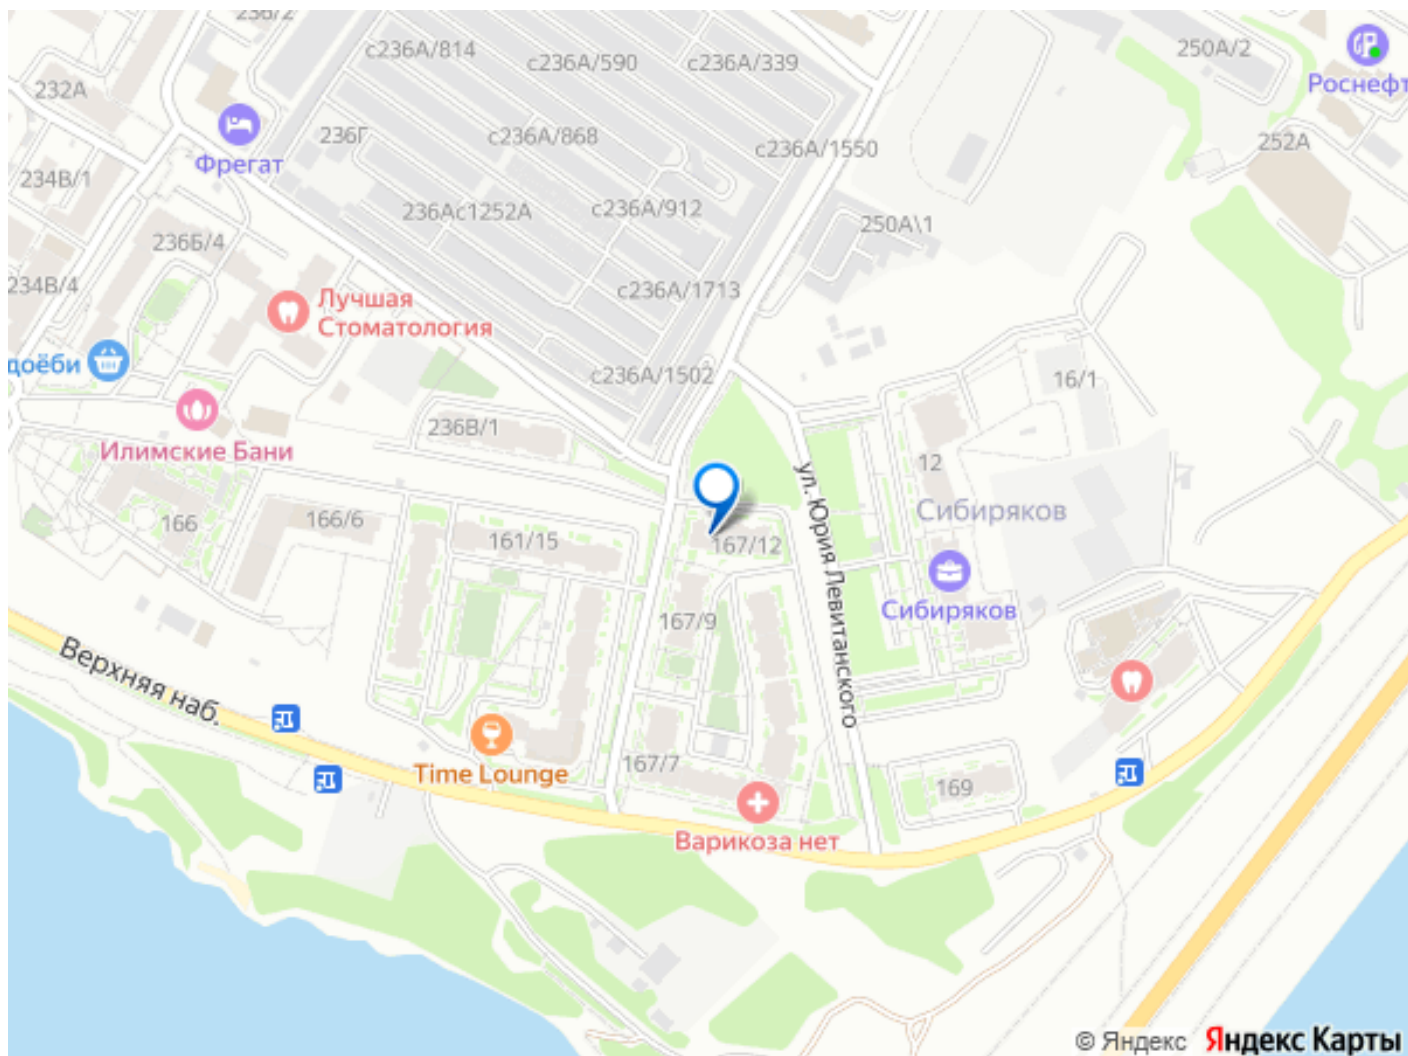 236/2
с236А/814
с236А/590
с236А/339
250А/2
Роснефт
232А
236Г
с236А/868
с236А/1550
252А
Фрегат
234В/1
236Ас1252А
с236А/912
250А\1
236Б/4
234В/4
с236А/1713
Лучшая
Стоматология
доёби
с236А/1502
16/1
236В/1
Илимские Бани
12
ул. Юрия Левитанского
Сибиряков
166
166/6
161/15
167/12
Сибиряков
167/9
Верхняя наб.
Time Lounge
167/7
169
Варикоза нет
© Яндекс Яндекс Карты